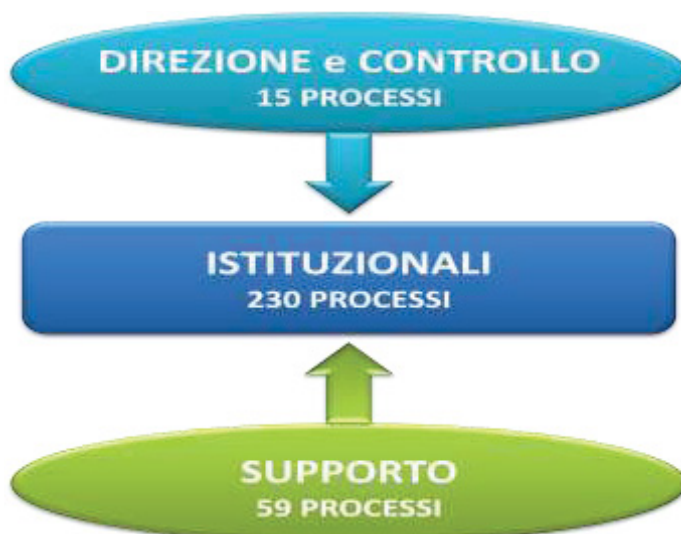 DIREZIONE e CONTROLLO
15 PROCESSI
ISTITUZIONALI
230 PROCESSI
SUPPORTO
59 PROCESSI